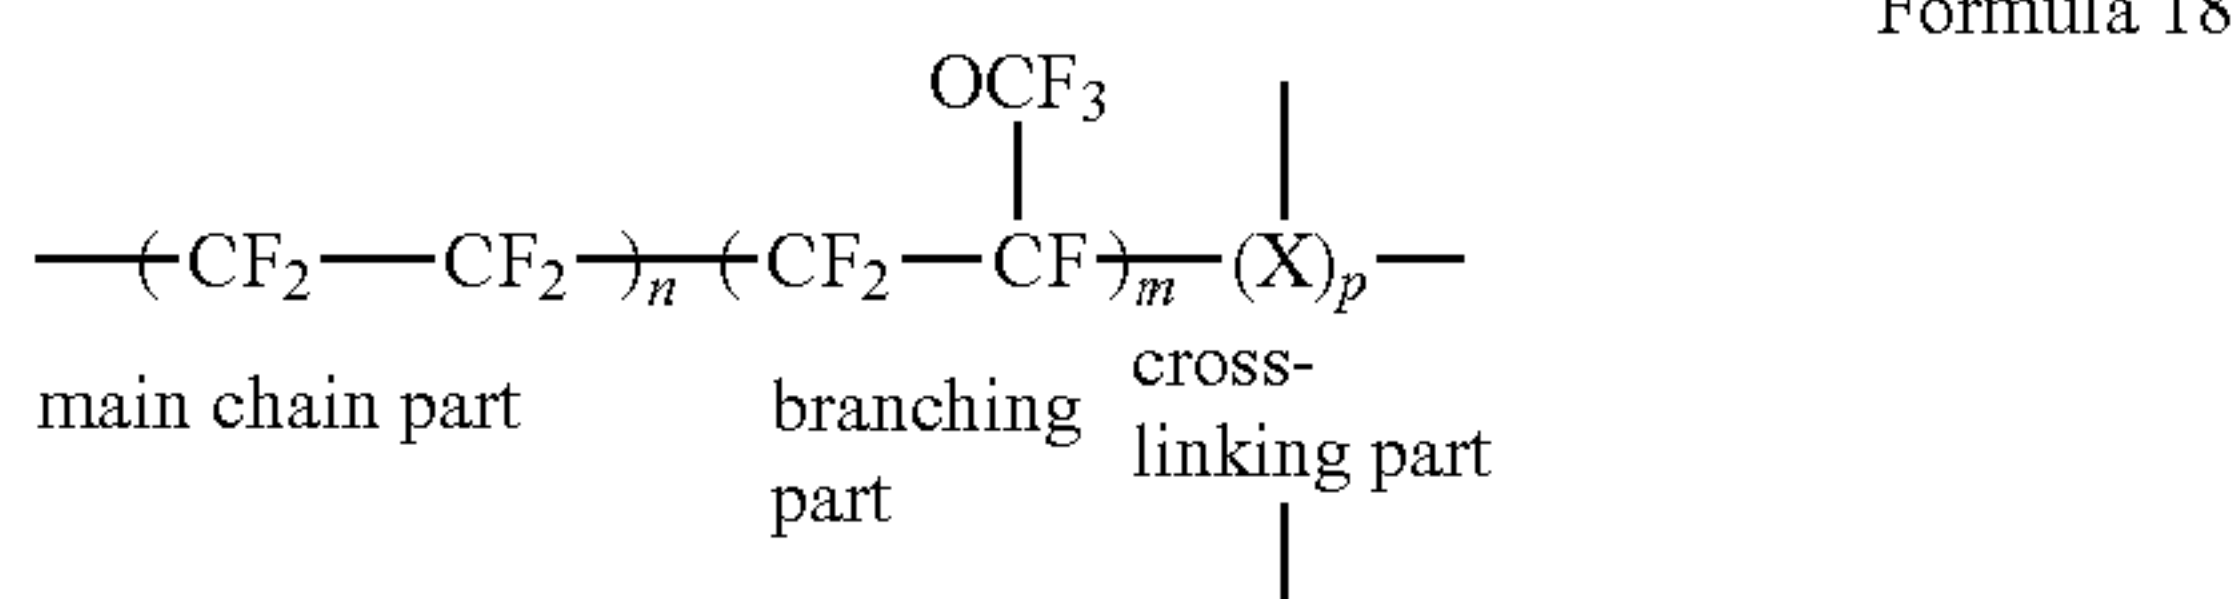 Formula 18
OCF₃
—(CF₂—CF₂—)ₙ—(CF₂—CF)ₘ—(X)ₚ—
main chain part
branching
part
cross-
linking part